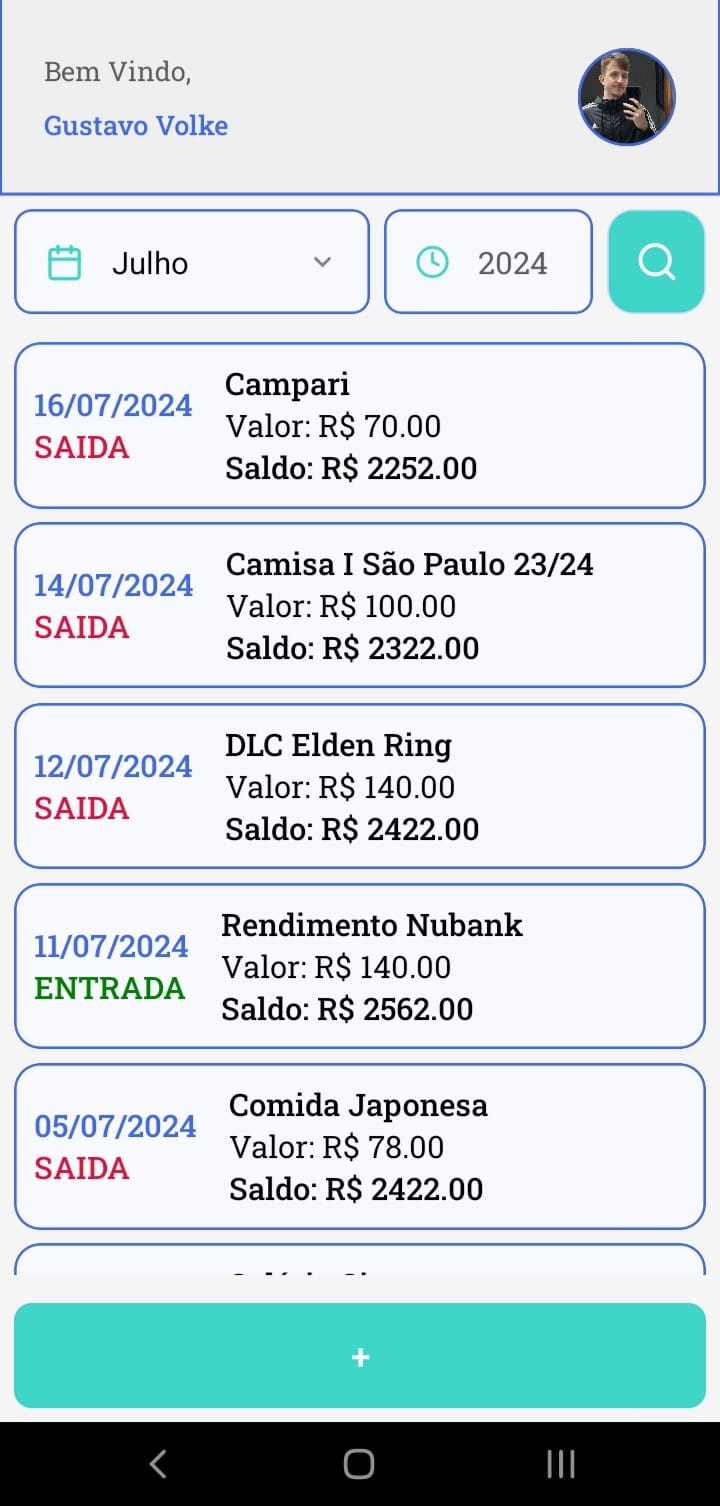 Bem Vindo,
Gustavo Volke
Julho
2024
16/07/2024
SAIDA
Campari
Valor: R$ 70.00
Saldo: R$ 2252.00
14/07/2024
SAIDA
Camisa I São Paulo 23/24
Valor: R$ 100.00
Saldo: R$ 2322.00
12/07/2024
SAIDA
DLC Elden Ring
Valor: R$ 140.00
Saldo: R$ 2422.00
11/07/2024
ENTRADA
Rendimento Nubank
Valor: R$ 140.00
Saldo: R$ 2562.00
05/07/2024
SAIDA
Comida Japonesa
Valor: R$ 78.00
Saldo: R$ 2422.00
+